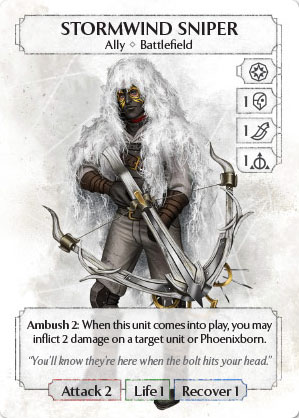 STORMWIND SNIPER
Ally ◇ Battlefield
1
1
1
Ambush 2: When this unit comes into play, you may
inflict 2 damage on a target unit or Phoenixborn.
"You'll know they're here when the bolt hits your head."
Attack 2 Life 1 Recover 1